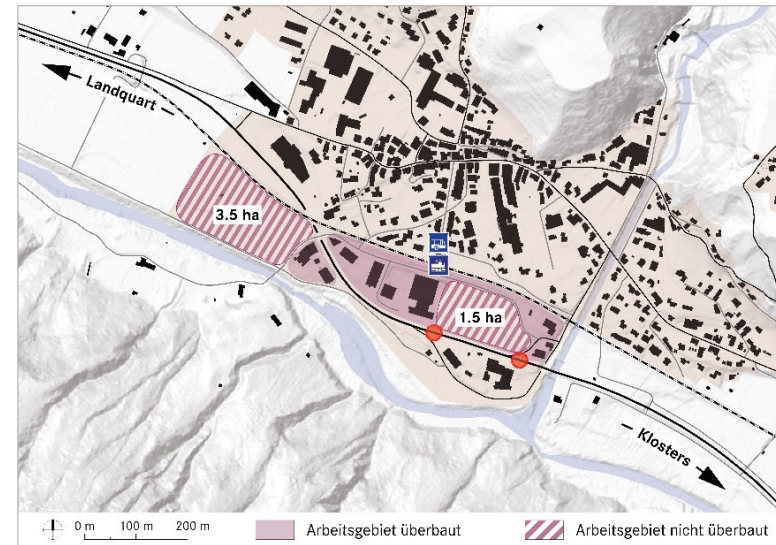 Landquart
3.5 ha
1.5 ha
Klosters
0 m 100 m 200 m Arbeitsgebiet überbaut Arbeitsgebiet nicht überbaut